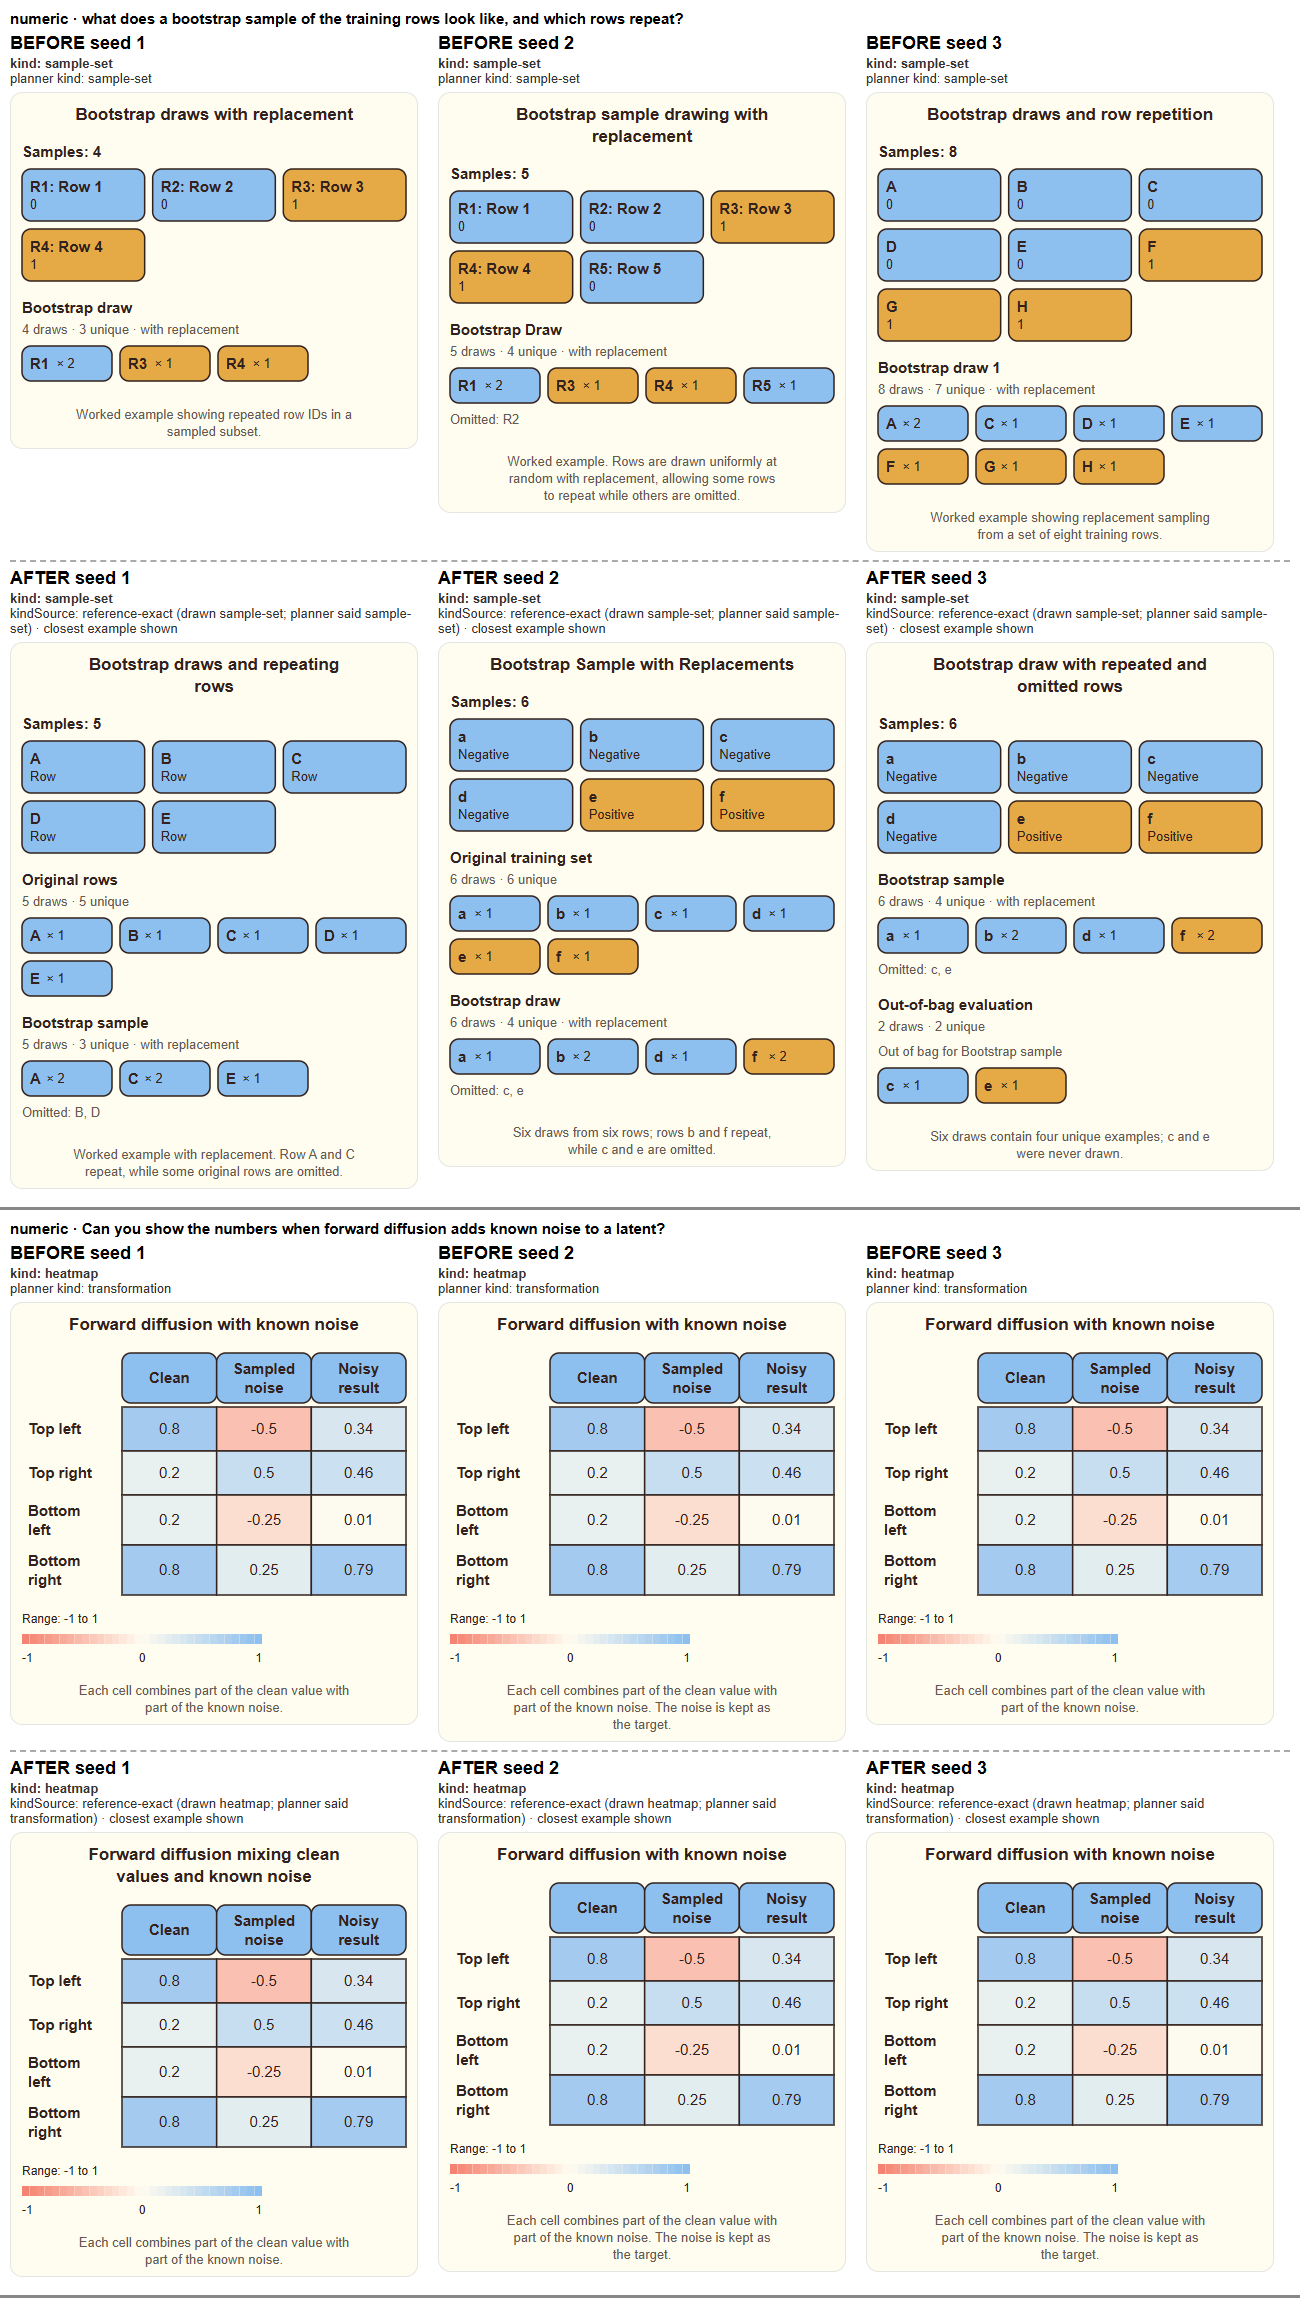 numeric · what does a bootstrap sample of the training rows look like, and which rows repeat?
BEFORE seed 1
kind: sample-set
planner kind: sample-set
Bootstrap draws with replacement
Samples: 4
R1: Row 1
0
R2: Row 2
0
R3: Row 3
1
R4: Row 4
1
Bootstrap draw
4 draws · 3 unique · with replacement
R1 × 2
R3 × 1
R4 × 1
Worked example showing repeated row IDs in a
sampled subset.
BEFORE seed 2
kind: sample-set
planner kind: sample-set
Bootstrap sample drawing with
replacement
Samples: 5
R1: Row 1
0
R2: Row 2
0
R3: Row 3
1
R4: Row 4
1
R5: Row 5
0
Bootstrap Draw
5 draws · 4 unique · with replacement
R1 × 2
R3 × 1
R4 × 1
R5 × 1
Omitted: R2
Worked example. Rows are drawn uniformly at
random with replacement, allowing some rows
to repeat while others are omitted.
BEFORE seed 3
kind: sample-set
planner kind: sample-set
Bootstrap draws and row repetition
Samples: 8
A
0
B
0
C
0
D
0
E
0
F
1
G
1
H
1
Bootstrap draw 1
8 draws · 7 unique · with replacement
A × 2
C × 1
D × 1
E × 1
F × 1
G × 1
H × 1
Worked example showing replacement sampling
from a set of eight training rows.
AFTER seed 1
kind: sample-set
kindSource: reference-exact (drawn sample-set; planner said sample-
set) · closest example shown
Bootstrap draws and repeating
rows
Samples: 5
A
Row
B
Row
C
Row
D
Row
E
Row
Original rows
5 draws · 5 unique
A × 1
B × 1
C × 1
D × 1
E × 1
Bootstrap sample
5 draws · 3 unique · with replacement
A × 2
C × 2
E × 1
Omitted: B, D
Worked example with replacement. Row A and C
repeat, while some original rows are omitted.
AFTER seed 2
kind: sample-set
kindSource: reference-exact (drawn sample-set; planner said sample-
set) · closest example shown
Bootstrap Sample with Replacements
Samples: 6
a
Negative
b
Negative
c
Negative
d
Negative
e
Positive
f
Positive
Original training set
6 draws · 6 unique
a × 1
b × 1
c × 1
d × 1
e × 1
f × 1
Bootstrap draw
6 draws · 4 unique · with replacement
a × 1
b × 2
d × 1
f × 2
Omitted: c, e
Six draws from six rows; rows b and f repeat,
while c and e are omitted.
AFTER seed 3
kind: sample-set
kindSource: reference-exact (drawn sample-set; planner said sample-
set) · closest example shown
Bootstrap draw with repeated and
omitted rows
Samples: 6
a
Negative
b
Negative
c
Negative
d
Negative
e
Positive
f
Positive
Bootstrap sample
6 draws · 4 unique · with replacement
a × 1
b × 2
d × 1
f × 2
Omitted: c, e
Out-of-bag evaluation
2 draws · 2 unique
Out of bag for Bootstrap sample
c × 1
e × 1
Six draws contain four unique examples; c and e
were never drawn.
numeric · Can you show the numbers when forward diffusion adds known noise to a latent?
BEFORE seed 1
kind: heatmap
planner kind: transformation
Forward diffusion with known noise
Clean
Sampled
noise
Noisy
result
Top left 0.8 -0.5 0.34
Top right 0.2 0.5 0.46
Bottom
left 0.2 -0.25 0.01
Bottom
right 0.8 0.25 0.79
Range: -1 to 1
-1 0 1
Each cell combines part of the clean value with
part of the known noise.
BEFORE seed 2
kind: heatmap
planner kind: transformation
Forward diffusion with known noise
Clean
Sampled
noise
Noisy
result
Top left 0.8 -0.5 0.34
Top right 0.2 0.5 0.46
Bottom
left 0.2 -0.25 0.01
Bottom
right 0.8 0.25 0.79
Range: -1 to 1
-1 0 1
Each cell combines part of the clean value with
part of the known noise. The noise is kept as
the target.
BEFORE seed 3
kind: heatmap
planner kind: transformation
Forward diffusion with known noise
Clean
Sampled
noise
Noisy
result
Top left 0.8 -0.5 0.34
Top right 0.2 0.5 0.46
Bottom
left 0.2 -0.25 0.01
Bottom
right 0.8 0.25 0.79
Range: -1 to 1
-1 0 1
Each cell combines part of the clean value with
part of the known noise.
AFTER seed 1
kind: heatmap
kindSource: reference-exact (drawn heatmap; planner said
transformation) · closest example shown
Forward diffusion mixing clean
values and known noise
Clean
Sampled
noise
Noisy
result
Top left 0.8 -0.5 0.34
Top right 0.2 0.5 0.46
Bottom
left 0.2 -0.25 0.01
Bottom
right 0.8 0.25 0.79
Range: -1 to 1
-1 0 1
Each cell combines part of the clean value with
part of the known noise.
AFTER seed 2
kind: heatmap
kindSource: reference-exact (drawn heatmap; planner said
transformation) · closest example shown
Forward diffusion with known noise
Clean
Sampled
noise
Noisy
result
Top left 0.8 -0.5 0.34
Top right 0.2 0.5 0.46
Bottom
left 0.2 -0.25 0.01
Bottom
right 0.8 0.25 0.79
Range: -1 to 1
-1 0 1
Each cell combines part of the clean value with
part of the known noise. The noise is kept as
the target.
AFTER seed 3
kind: heatmap
kindSource: reference-exact (drawn heatmap; planner said
transformation) · closest example shown
Forward diffusion with known noise
Clean
Sampled
noise
Noisy
result
Top left 0.8 -0.5 0.34
Top right 0.2 0.5 0.46
Bottom
left 0.2 -0.25 0.01
Bottom
right 0.8 0.25 0.79
Range: -1 to 1
-1 0 1
Each cell combines part of the clean value with
part of the known noise. The noise is kept as
the target.